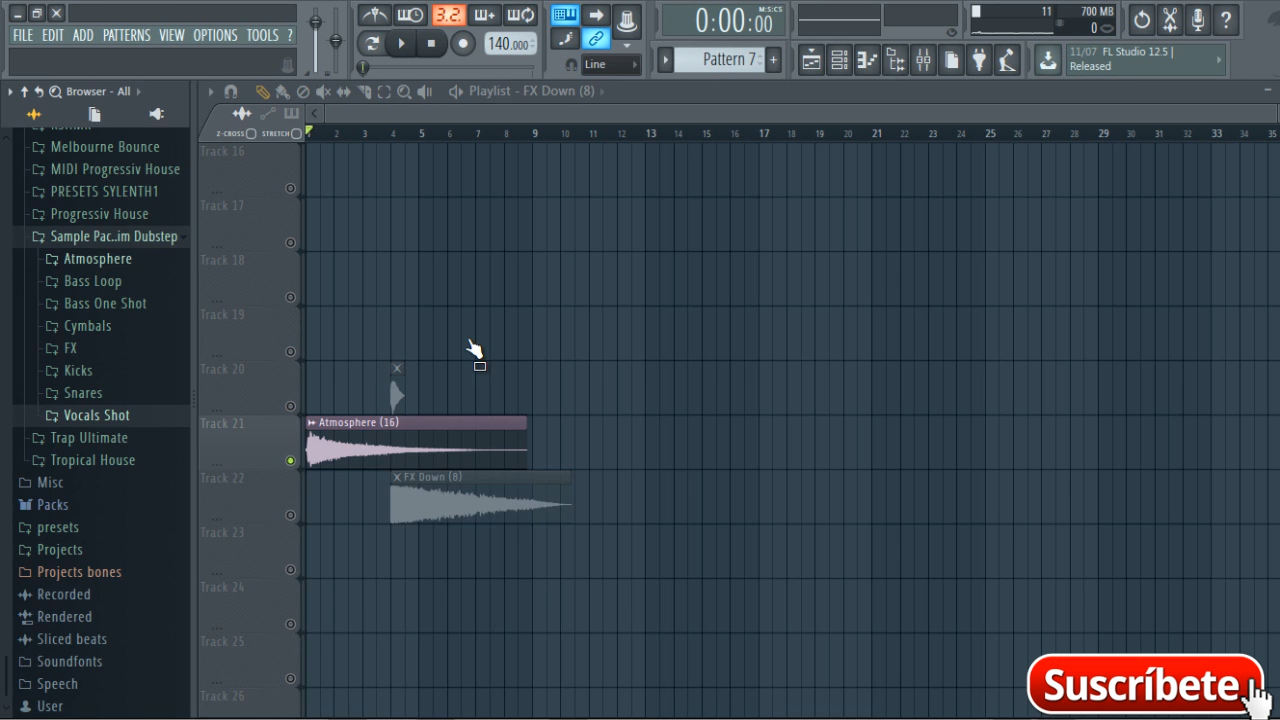 3.2.
0:00:00
M:S:CS
11
700 MB
0
FILE EDIT ADD PATTERNS VIEW OPTIONS TOOLS ?
140.000
Line
Pattern 7
11/07 FL Studio 12.5 |
Released
Browser - All
Playlist - FX Down (8)
Z-CROSS STRETCH
2 3 4 5 6 7 8 9 10 11 12 13 14 15 16 17 18 19 20 21 22 23 24 25 26 27 28 29 30 31 32 33 34 35
Melbourne Bounce
MIDI Progressiv House
PRESETS SYLENTH1
Progressiv House
Sample Pac..im Dubstep
Atmosphere
Bass Loop
Bass One Shot
Cymbals
FX
Kicks
Snares
Vocals Shot
Trap Ultimate
Tropical House
Misc
Packs
presets
Projects
Projects bones
Recorded
Rendered
Sliced beats
Soundfonts
Speech
User
Track 16
Track 17
Track 18
Track 19
Track 20
Track 21
Atmosphere (16)
Track 22
FX Down (8)
Track 23
Track 24
Track 25
Track 26
Suscríbete